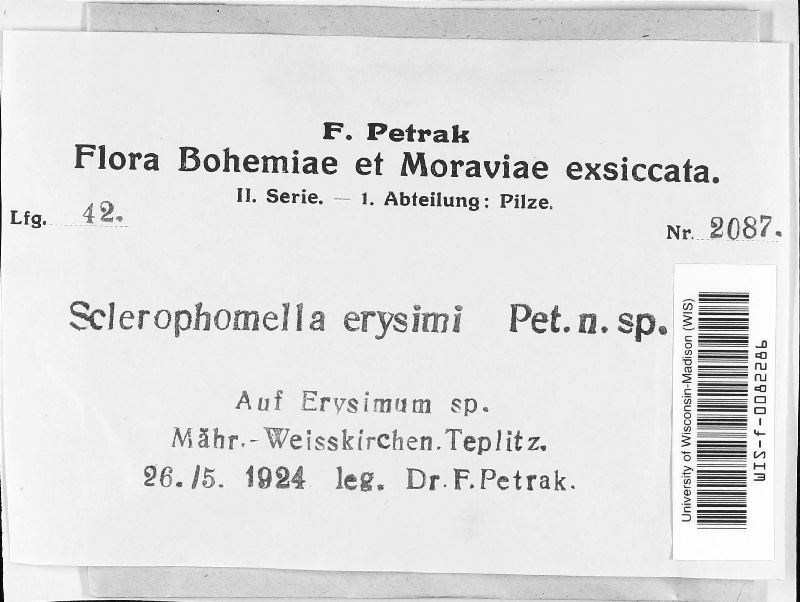 F. Petrak
Flora Bohemiae et Moraviae exsiccata.
II. Serie. — 1. Abteilung: Pilze.
Lfg. 42.
Nr. 2087.
Sclerophomella erysimi Pet. n. sp.
Auf Erysimum sp.
Mähr.-Weisskirchen. Teplitz.
26./5. 1924 leg. Dr. F. Petrak.
University of Wisconsin-Madison (WIS)
WIS-f-0082286